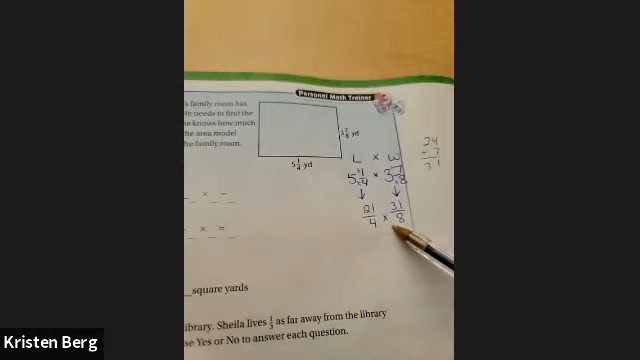 Personal Math Trainer
's family room has
He needs to find the
he knows how much
the area model
the family room.
3 7/8 yd
5 1/4 yd
L × W
5 1/4 × 3 7/8
21/4 × 31/8
24
+ 7
31
× =
square yards
library. Sheila lives 1/3 as far away from the library
se Yes or No to answer each question.
Kristen Berg